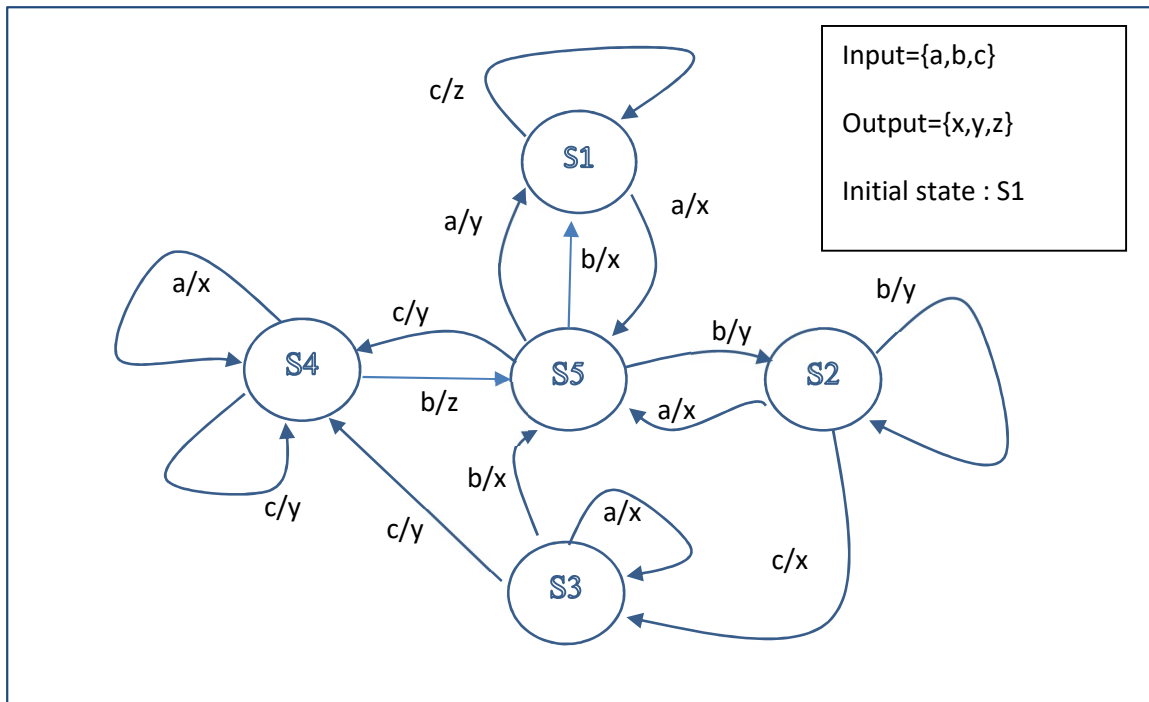 Input={a,b,c}
Output={x,y,z}
Initial state : S1
c/z
S1
a/y
a/x
b/x
a/x
c/y
b/y
b/y
S4
S5
S2
b/z
a/x
b/x
a/x
c/y
c/y
c/x
S3